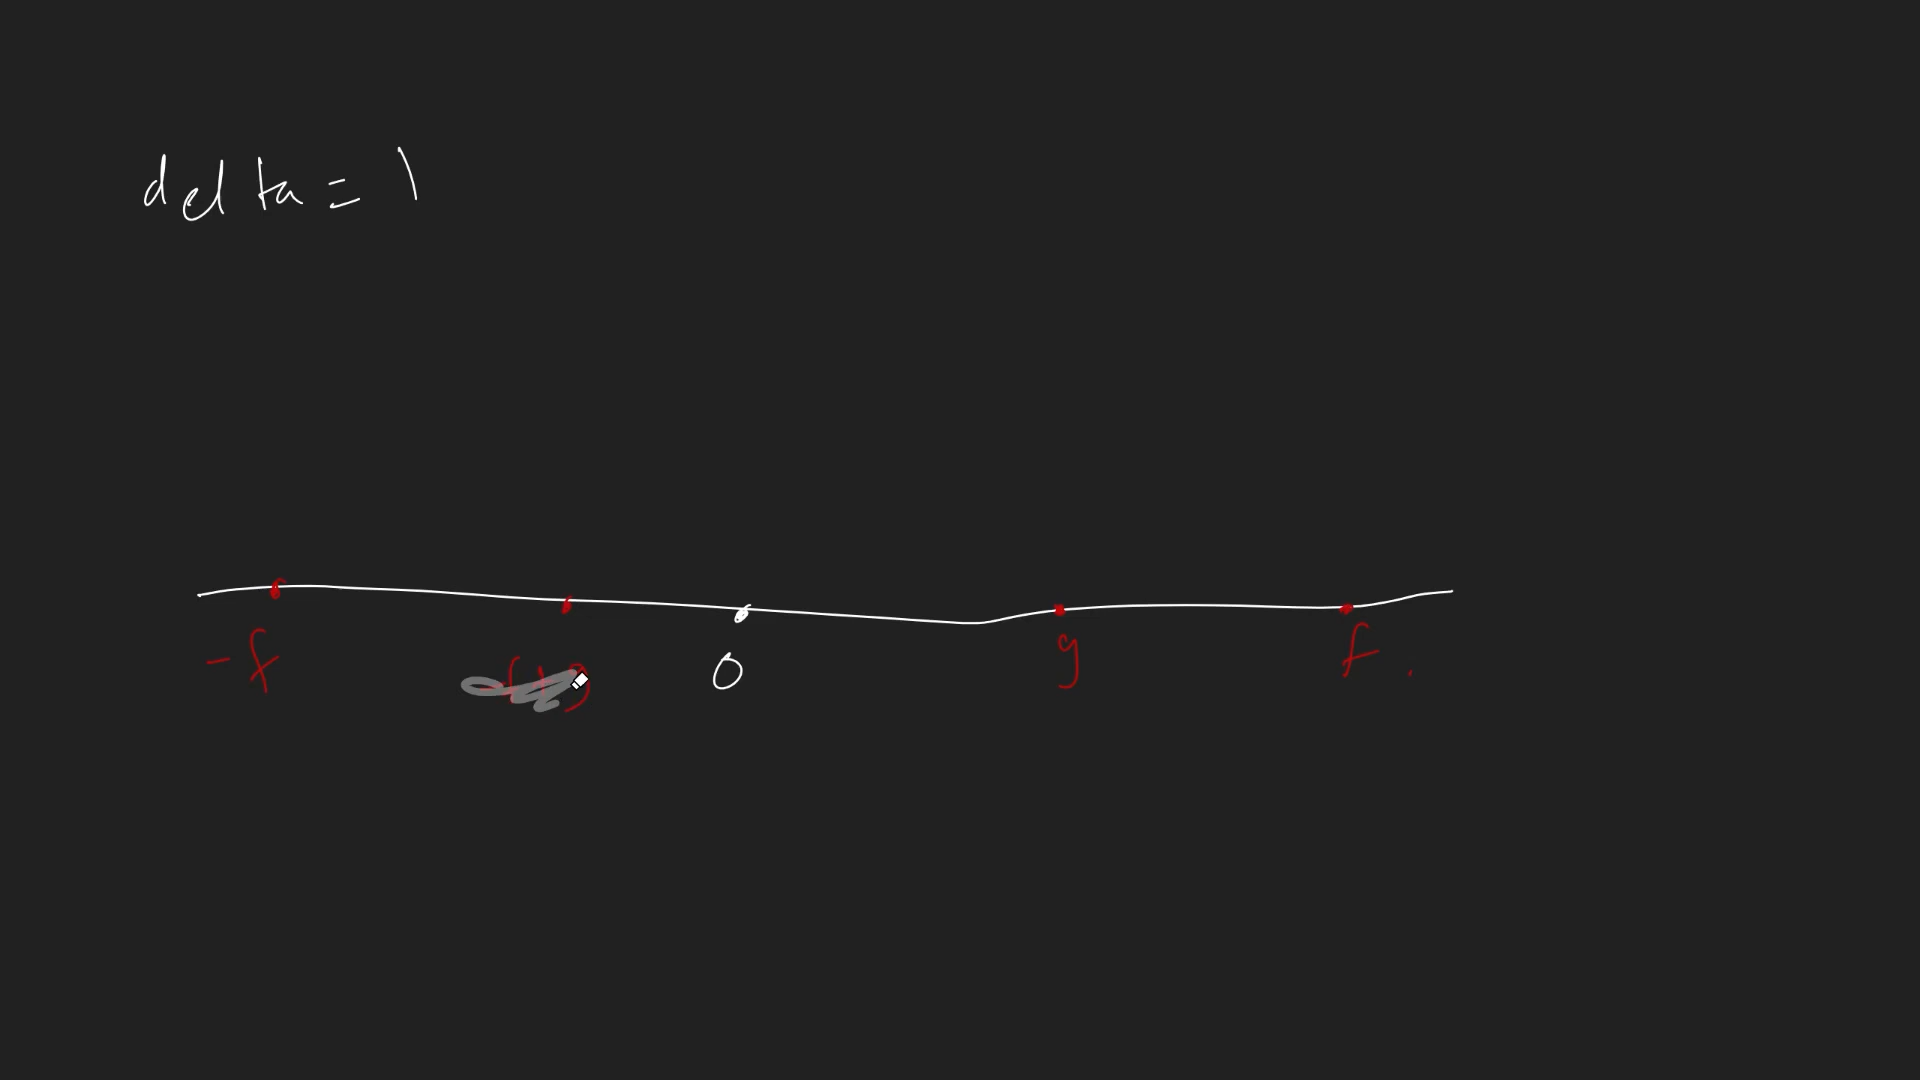 delta = 1
-f -f+g 0 g f.